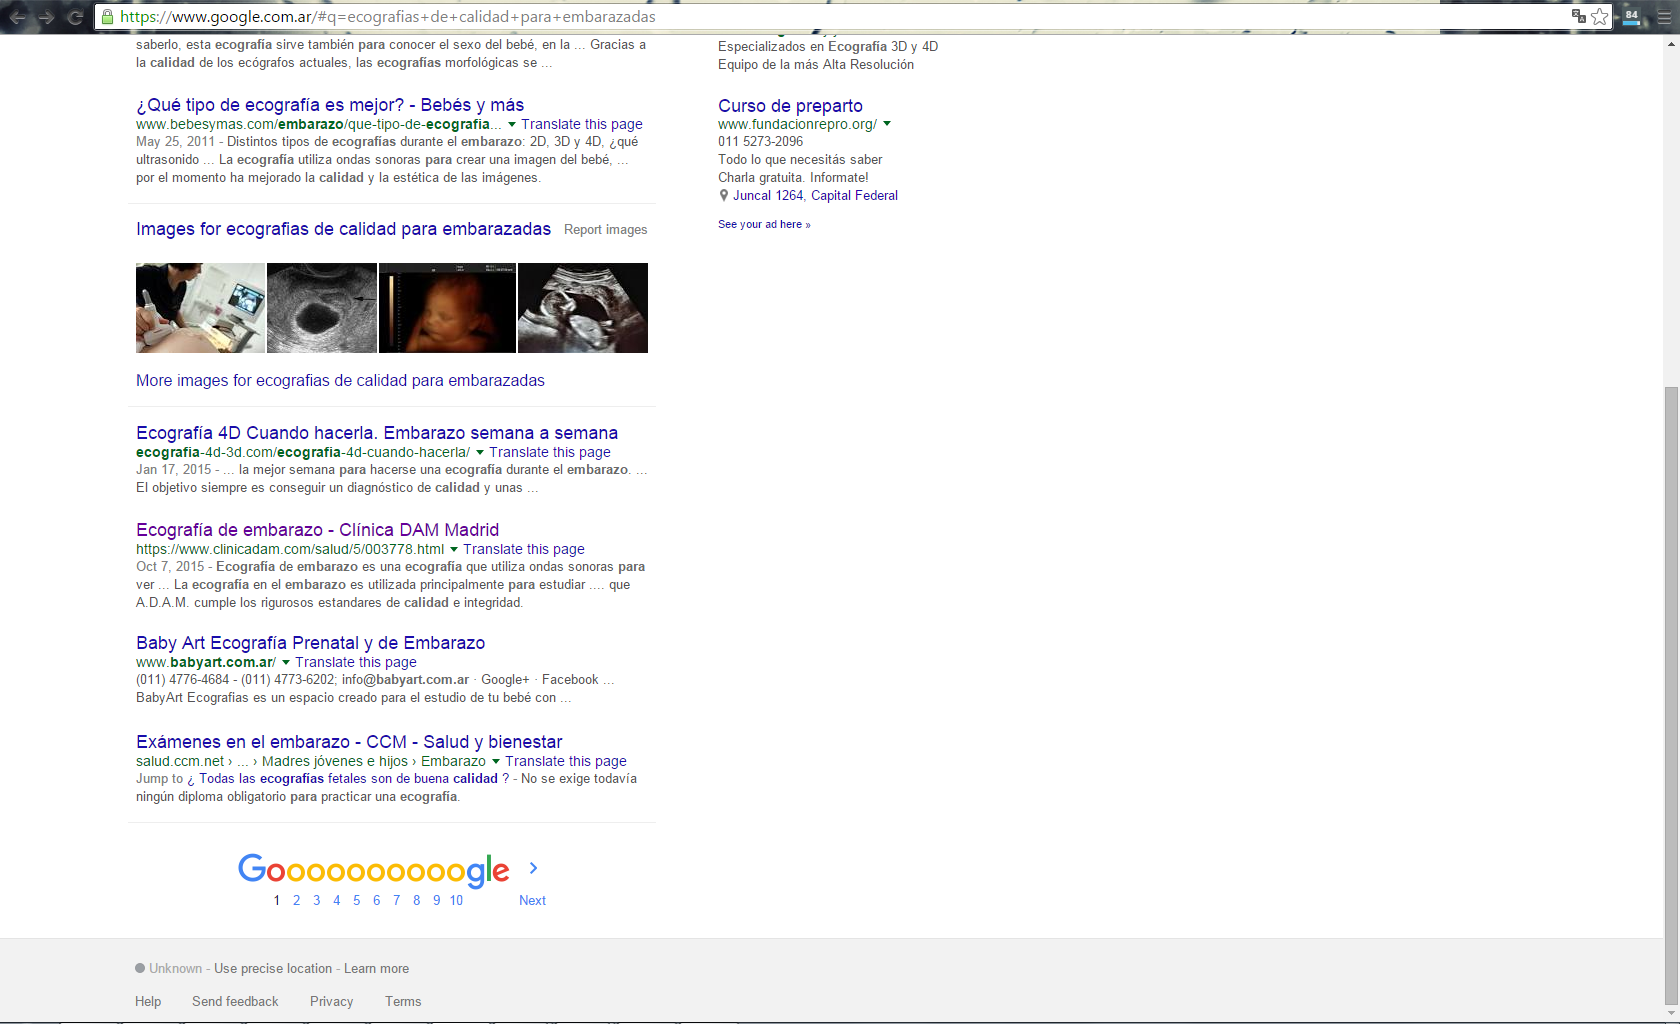 https://www.google.com.ar/#q=ecografias+de+calidad+para+embarazadas
84
saberlo, esta ecografía sirve también para conocer el sexo del bebé, en la ... Gracias a
la calidad de los ecógrafos actuales, las ecografías morfológicas se ...
¿Qué tipo de ecografía es mejor? - Bebés y más
www.bebesymas.com/embarazo/que-tipo-de-ecografia... Translate this page
May 25, 2011 - Distintos tipos de ecografías durante el embarazo: 2D, 3D y 4D, ¿qué
ultrasonido ... La ecografía utiliza ondas sonoras para crear una imagen del bebé, ...
por el momento ha mejorado la calidad y la estética de las imágenes.
Images for ecografias de calidad para embarazadas Report images
More images for ecografias de calidad para embarazadas
Ecografía 4D Cuando hacerla. Embarazo semana a semana
ecografia-4d-3d.com/ecografia-4d-cuando-hacerla/ Translate this page
Jan 17, 2015 - ... la mejor semana para hacerse una ecografía durante el embarazo. ...
El objetivo siempre es conseguir un diagnóstico de calidad y unas ...
Ecografía de embarazo - Clínica DAM Madrid
https://www.clinicadam.com/salud/5/003778.html Translate this page
Oct 7, 2015 - Ecografía de embarazo es una ecografía que utiliza ondas sonoras para
ver ... La ecografía en el embarazo es utilizada principalmente para estudiar .... que
A.D.A.M. cumple los rigurosos estandares de calidad e integridad.
Baby Art Ecografía Prenatal y de Embarazo
www.babyart.com.ar/ Translate this page
(011) 4776-4684 - (011) 4773-6202; info@babyart.com.ar · Google+ · Facebook ...
BabyArt Ecografias es un espacio creado para el estudio de tu bebé con ...
Exámenes en el embarazo - CCM - Salud y bienestar
salud.ccm.net › ... › Madres jóvenes e hijos › Embarazo Translate this page
Jump to ¿ Todas las ecografías fetales son de buena calidad ? - No se exige todavía
ningún diploma obligatorio para practicar una ecografía.
Especializados en Ecografía 3D y 4D
Equipo de la más Alta Resolución
Curso de preparto
www.fundacionrepro.org/
011 5273-2096
Todo lo que necesitás saber
Charla gratuita. Informate!
Juncal 1264, Capital Federal
See your ad here »
Goooooooooogle >
1 2 3 4 5 6 7 8 9 10 Next
Unknown - Use precise location - Learn more
Help Send feedback Privacy Terms